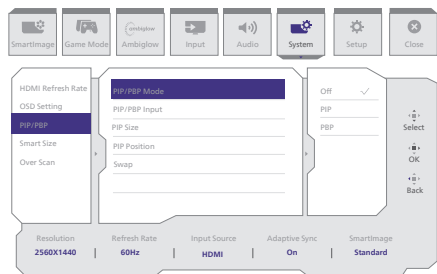 SmartImage
Game Mode
ambiglow
Ambiglow
Input
Audio
System
Setup
Close
HDMI Refresh Rate
OSD Setting
PIP/PBP
Smart Size
Over Scan
PIP/PBP Mode
PIP/PBP Input
PIP Size
PIP Position
Swap
Off
PIP
PBP
Select
OK
Back
Resolution
2560X1440
Refresh Rate
60Hz
Input Source
HDMI
Adaptive Sync
On
SmartImage
Standard